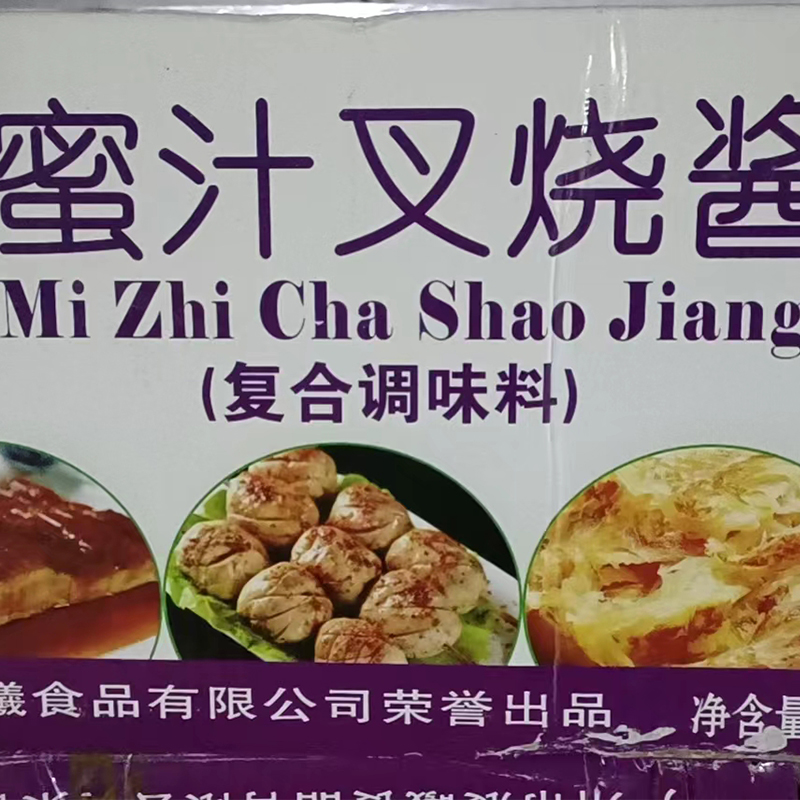 蜜汁叉烧酱
Mi Zhi Cha Shao Jiang
(复合调味料)
食品有限公司荣誉出品
净含量